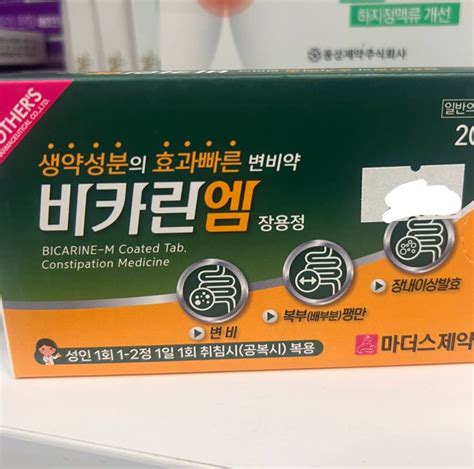 하지정맥류 개선
동성제약주식회사
OTHER'S
일반의
생약성분의 효과빠른 변비약
20
비카린엠 장용정
BICARINE-M Coated Tab.
Constipation Medicine
변비
복부(배부분)팽만
장내이상발효
성인 1회 1-2정 1일 1회 취침시(공복시) 복용
마더스제약